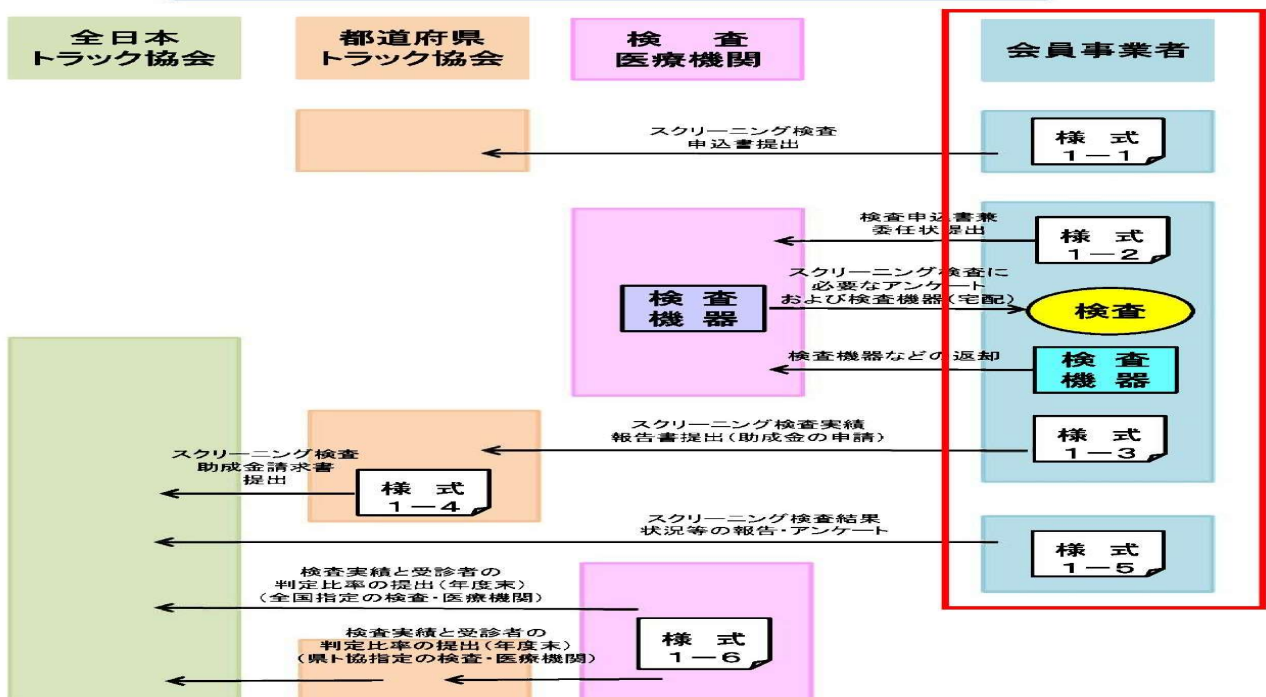 全日本
トラック協会
都道府県
トラック協会
検　査
医療機関
会員事業者
スクリーニング検査
申込書提出
様　式
1－1
検査申込書兼
委任状提出
様　式
1－2
スクリーニング検査に
必要なアンケート
および検査機器(宅配)
検　査
機　器
検査
検査機器などの返却
検　査
機　器
スクリーニング検査実績
報告書提出(助成金の申請)
様　式
1－3
スクリーニング検査
助成金請求書
提出
様　式
1－4
スクリーニング検査結果
状況等の報告・アンケート
様　式
1－5
検査実績と受診者の
判定比率の提出(年度末)
(全国指定の検査・医療機関)
検査実績と受診者の
判定比率の提出(年度末)
(県ト協指定の検査・医療機関)
様　式
1－6